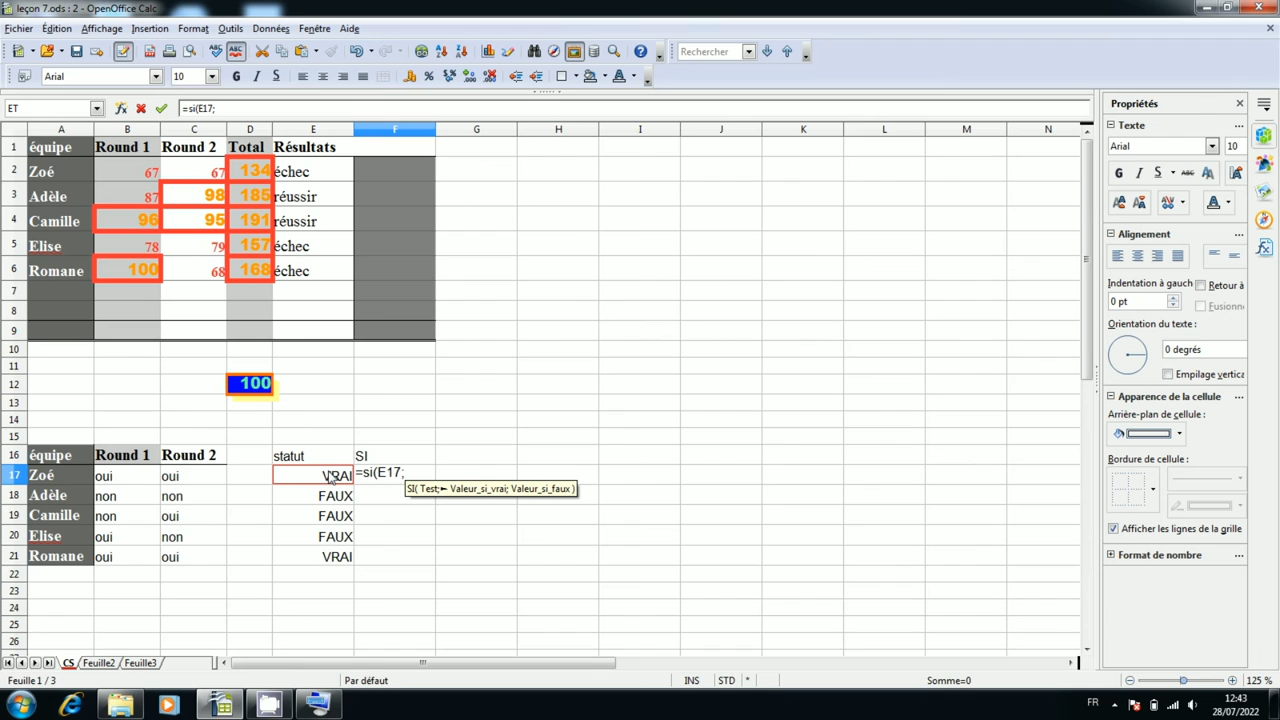 leçon 7.ods : 2 - OpenOffice Calc
Fichier Édition Affichage Insertion Format Outils Données Fenêtre Aide
Rechercher
Arial 10
ET =si(E17;
A B C D E F G H I J K L M N
1 équipe Round 1 Round 2 Total Résultats
2 Zoé 67 67 134 échec
3 Adèle 87 98 185 réussir
4 Camille 96 95 191 réussir
5 Elise 78 79 157 échec
6 Romane 100 68 168 échec
7
8
9
10
11
12 100
13
14
15
16 équipe Round 1 Round 2 statut SI
17 Zoé oui oui VRAI =si(E17;
SI( Test; Valeur_si_vrai; Valeur_si_faux )
18 Adèle non non FAUX
19 Camille non oui FAUX
20 Elise oui non FAUX
21 Romane oui oui VRAI
22
23
24
25
26
CS Feuille2 Feuille3
Feuille 1 / 3 Par défaut INS STD * Somme=0 125 %
Propriétés
Texte
Arial 10
Alignement
Indentation à gauch Retour à
0 pt Fusionne
Orientation du texte :
0 degrés
Empilage vertica
Apparence de la cellule
Arrière-plan de cellule :
Bordure de cellule :
Afficher les lignes de la grille
Format de nombre
FR 12:43
28/07/2022